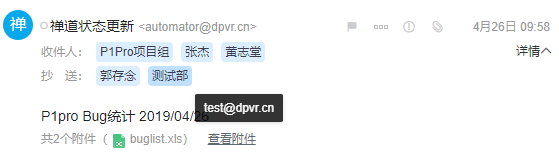 禅 禅道状态更新 <automator@dpvr.cn> 4月26日 09:58
收件人： P1Pro项目组 张杰 黄志堂 详情
抄 送： 郭存念 测试部
test@dpvr.cn
P1pro Bug统计 2019/04/26
共2个附件（ buglist.xls） 查看附件